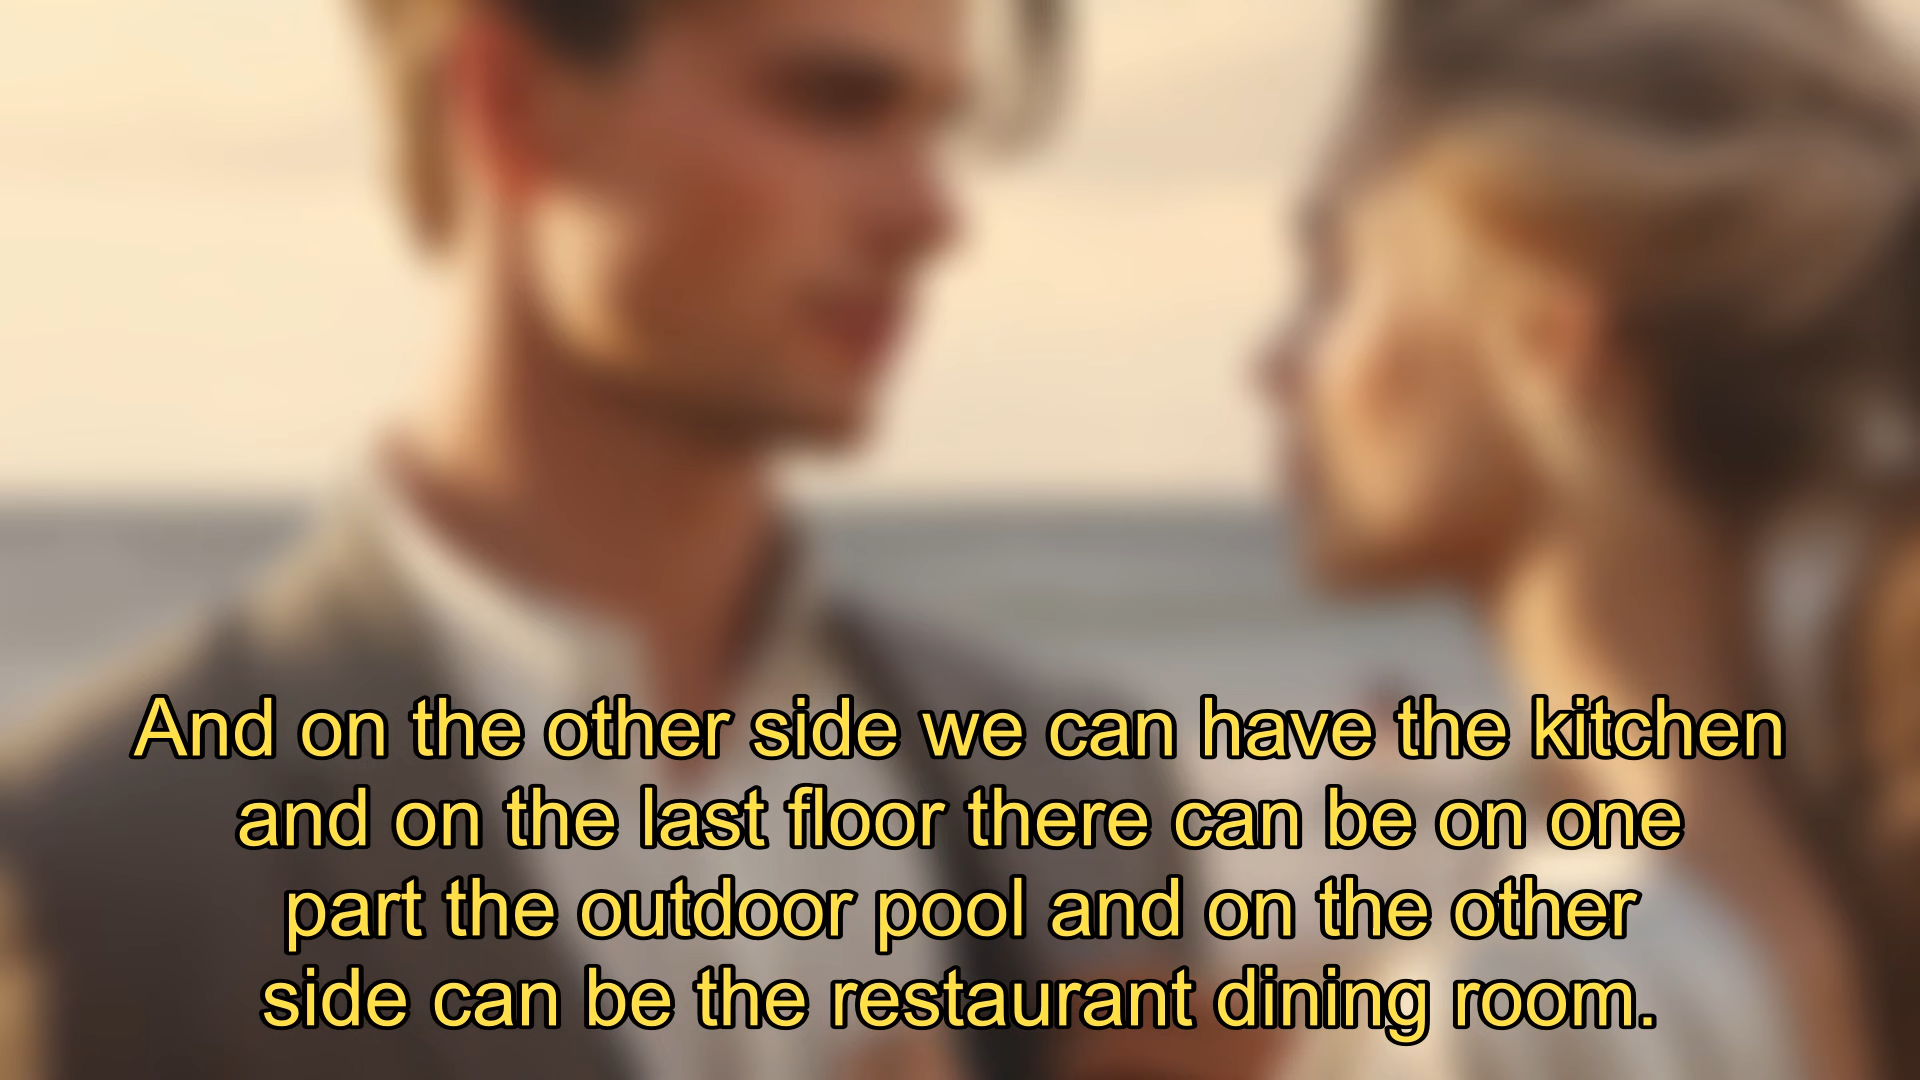 And on the other side we can have the kitchen
and on the last floor there can be on one
part the outdoor pool and on the other
side can be the restaurant dining room.